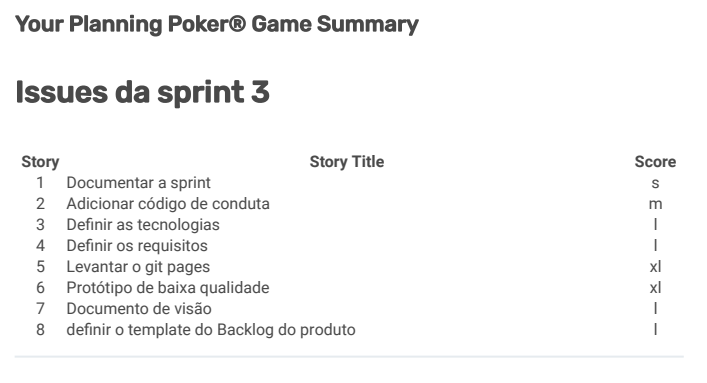 Your Planning Poker® Game Summary
Issues da sprint 3
Story Story Title Score
1 Documentar a sprint s
2 Adicionar código de conduta m
3 Definir as tecnologias l
4 Definir os requisitos l
5 Levantar o git pages xl
6 Protótipo de baixa qualidade xl
7 Documento de visão l
8 definir o template do Backlog do produto l